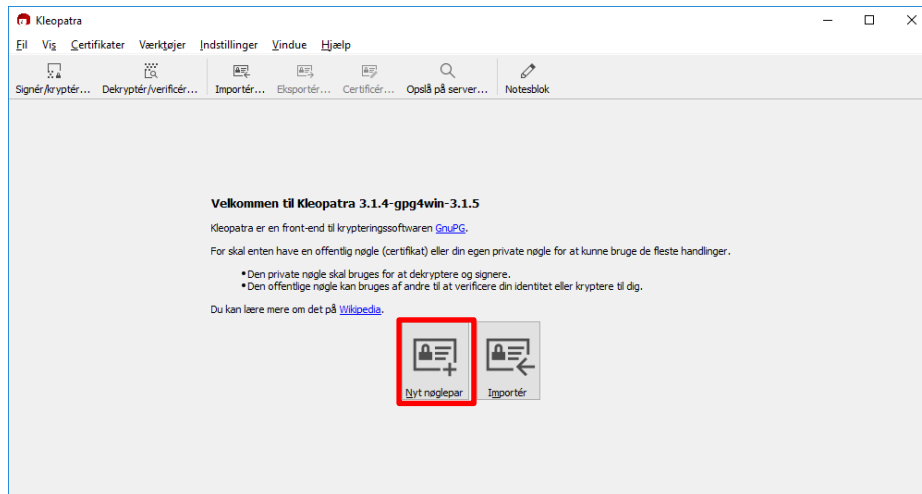 Kleopatra
Fil Vis Certifikater Værktøjer Indstillinger Vindue Hjælp
Signér/kryptér... Dekryptér/verificér... Importér... Eksportér... Certificér... Opslå på server... Notesblok
Velkommen til Kleopatra 3.1.4-gpg4win-3.1.5
Kleopatra er en front-end til krypteringssoftwaren GnuPG.
For skal enten have en offentlig nøgle (certifikat) eller din egen private nøgle for at kunne bruge de fleste handlinger.
•Den private nøgle skal bruges for at dekryptere og signere.
•Den offentlige nøgle kan bruges af andre til at verificere din identitet eller kryptere til dig.
Du kan lære mere om det på Wikipedia.
Nyt nøglepar Importér